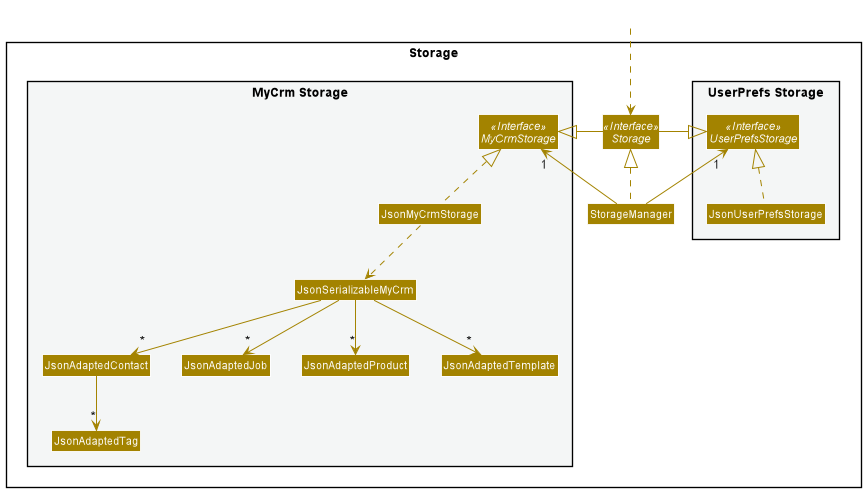 Storage
MyCrm Storage
UserPrefs Storage
«Interface»
MyCrmStorage
«Interface»
Storage
«Interface»
UserPrefsStorage
1
1
JsonMyCrmStorage
StorageManager
JsonUserPrefsStorage
JsonSerializableMyCrm
*
*
*
*
JsonAdaptedContact
JsonAdaptedJob
JsonAdaptedProduct
JsonAdaptedTemplate
*
JsonAdaptedTag